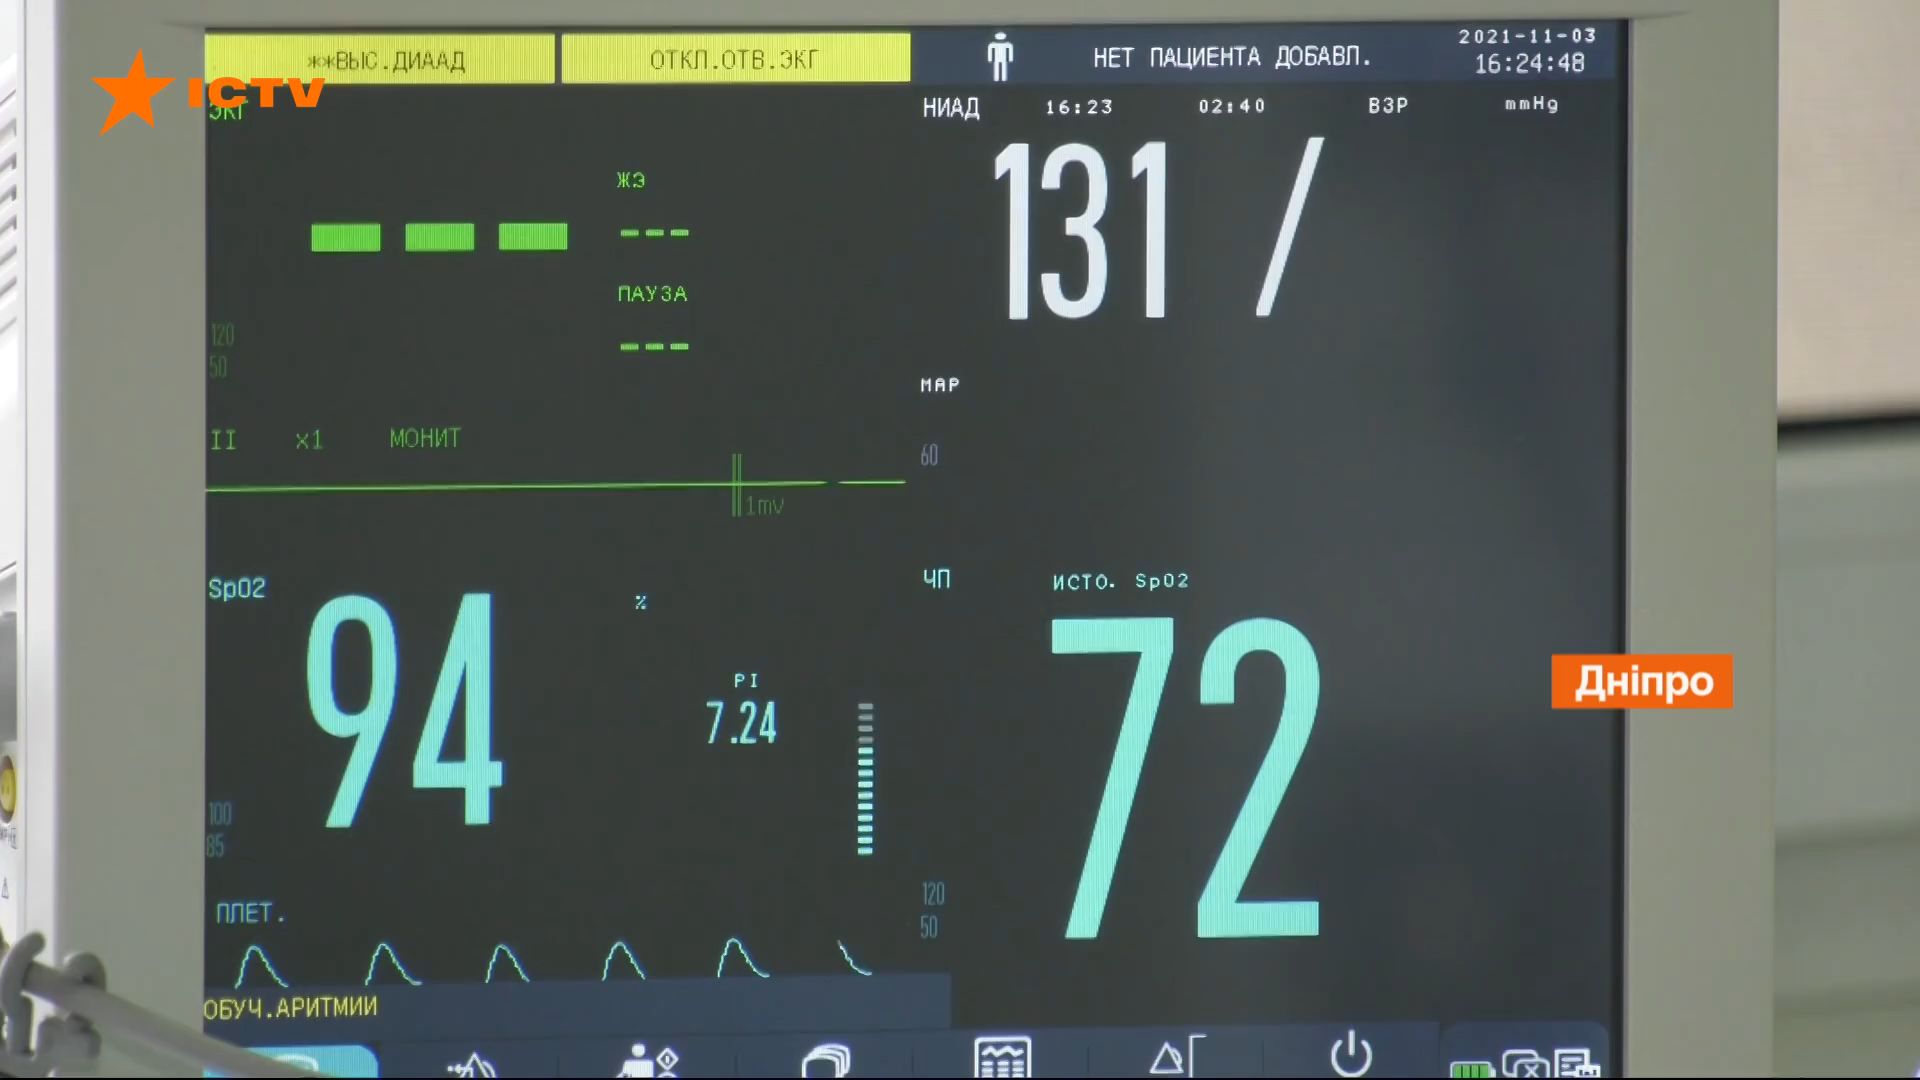 **ВЫС.ДИААД
ОТКЛ.ОТВ.ЭКГ
НЕТ ПАЦИЕНТА ДОБАВЛ.
2021-11-03
16:24:48
ICTV
ЭКГ
НИАД 16:23 02:40 ВЗР mmHg
131 /
ЖЭ
---
ПАУЗА
---
120
50
MAP
60
II x1 МОНИТ
1mV
SpO2
94
%
PI
7.24
100
85
ЧП
ИСТО. SpO2
72
120
50
Дніпро
ПЛЕТ.
ОБУЧ.АРИТМИИ